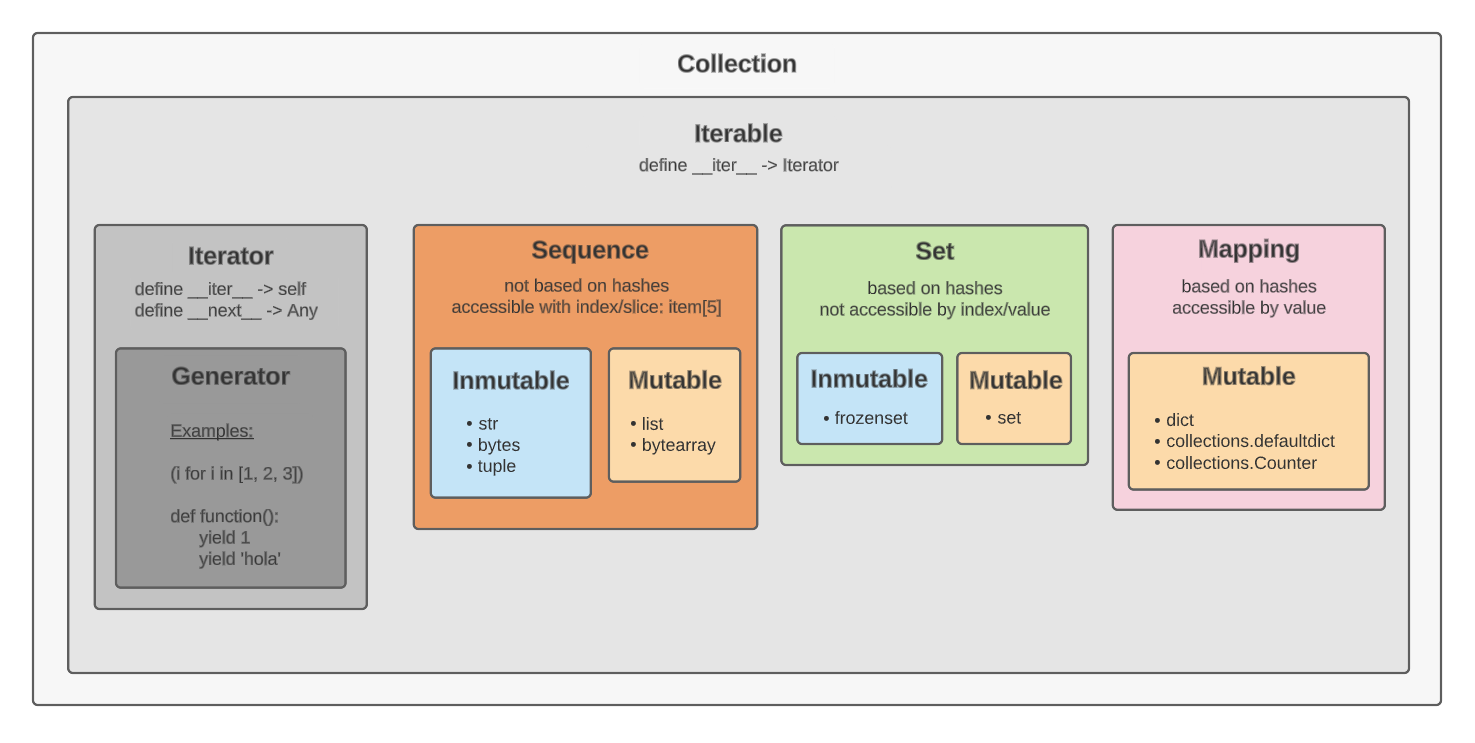 Collection
Iterable
define __iter__ -> Iterator
Iterator
define __iter__ -> self
define __next__ -> Any
Generator
Examples:
(i for i in [1, 2, 3])
def function():
yield 1
yield 'hola'
Sequence
not based on hashes
accessible with index/slice: item[5]
Inmutable
• str
• bytes
• tuple
Mutable
• list
• bytearray
Set
based on hashes
not accessible by index/value
Inmutable
• frozenset
Mutable
• set
Mapping
based on hashes
accessible by value
Mutable
• dict
• collections.defaultdict
• collections.Counter